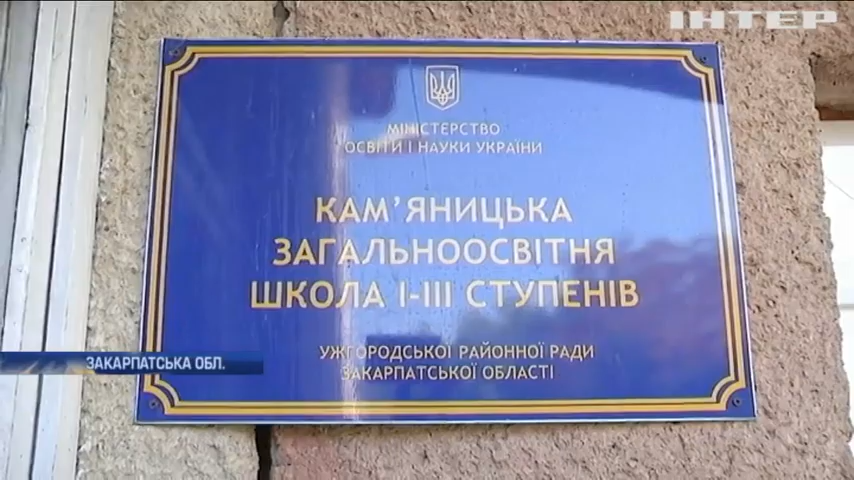 ІНТЕР
МІНІСТЕРСТВО
ОСВІТИ І НАУКИ УКРАЇНИ
КАМ'ЯНИЦЬКА
ЗАГАЛЬНООСВІТНЯ
ШКОЛА І-ІІІ СТУПЕНІВ
УЖГОРОДСЬКОЇ РАЙОННОЇ РАДИ
ЗАКАРПАТСЬКОЇ ОБЛАСТІ
ЗАКАРПАТСЬКА ОБЛ.